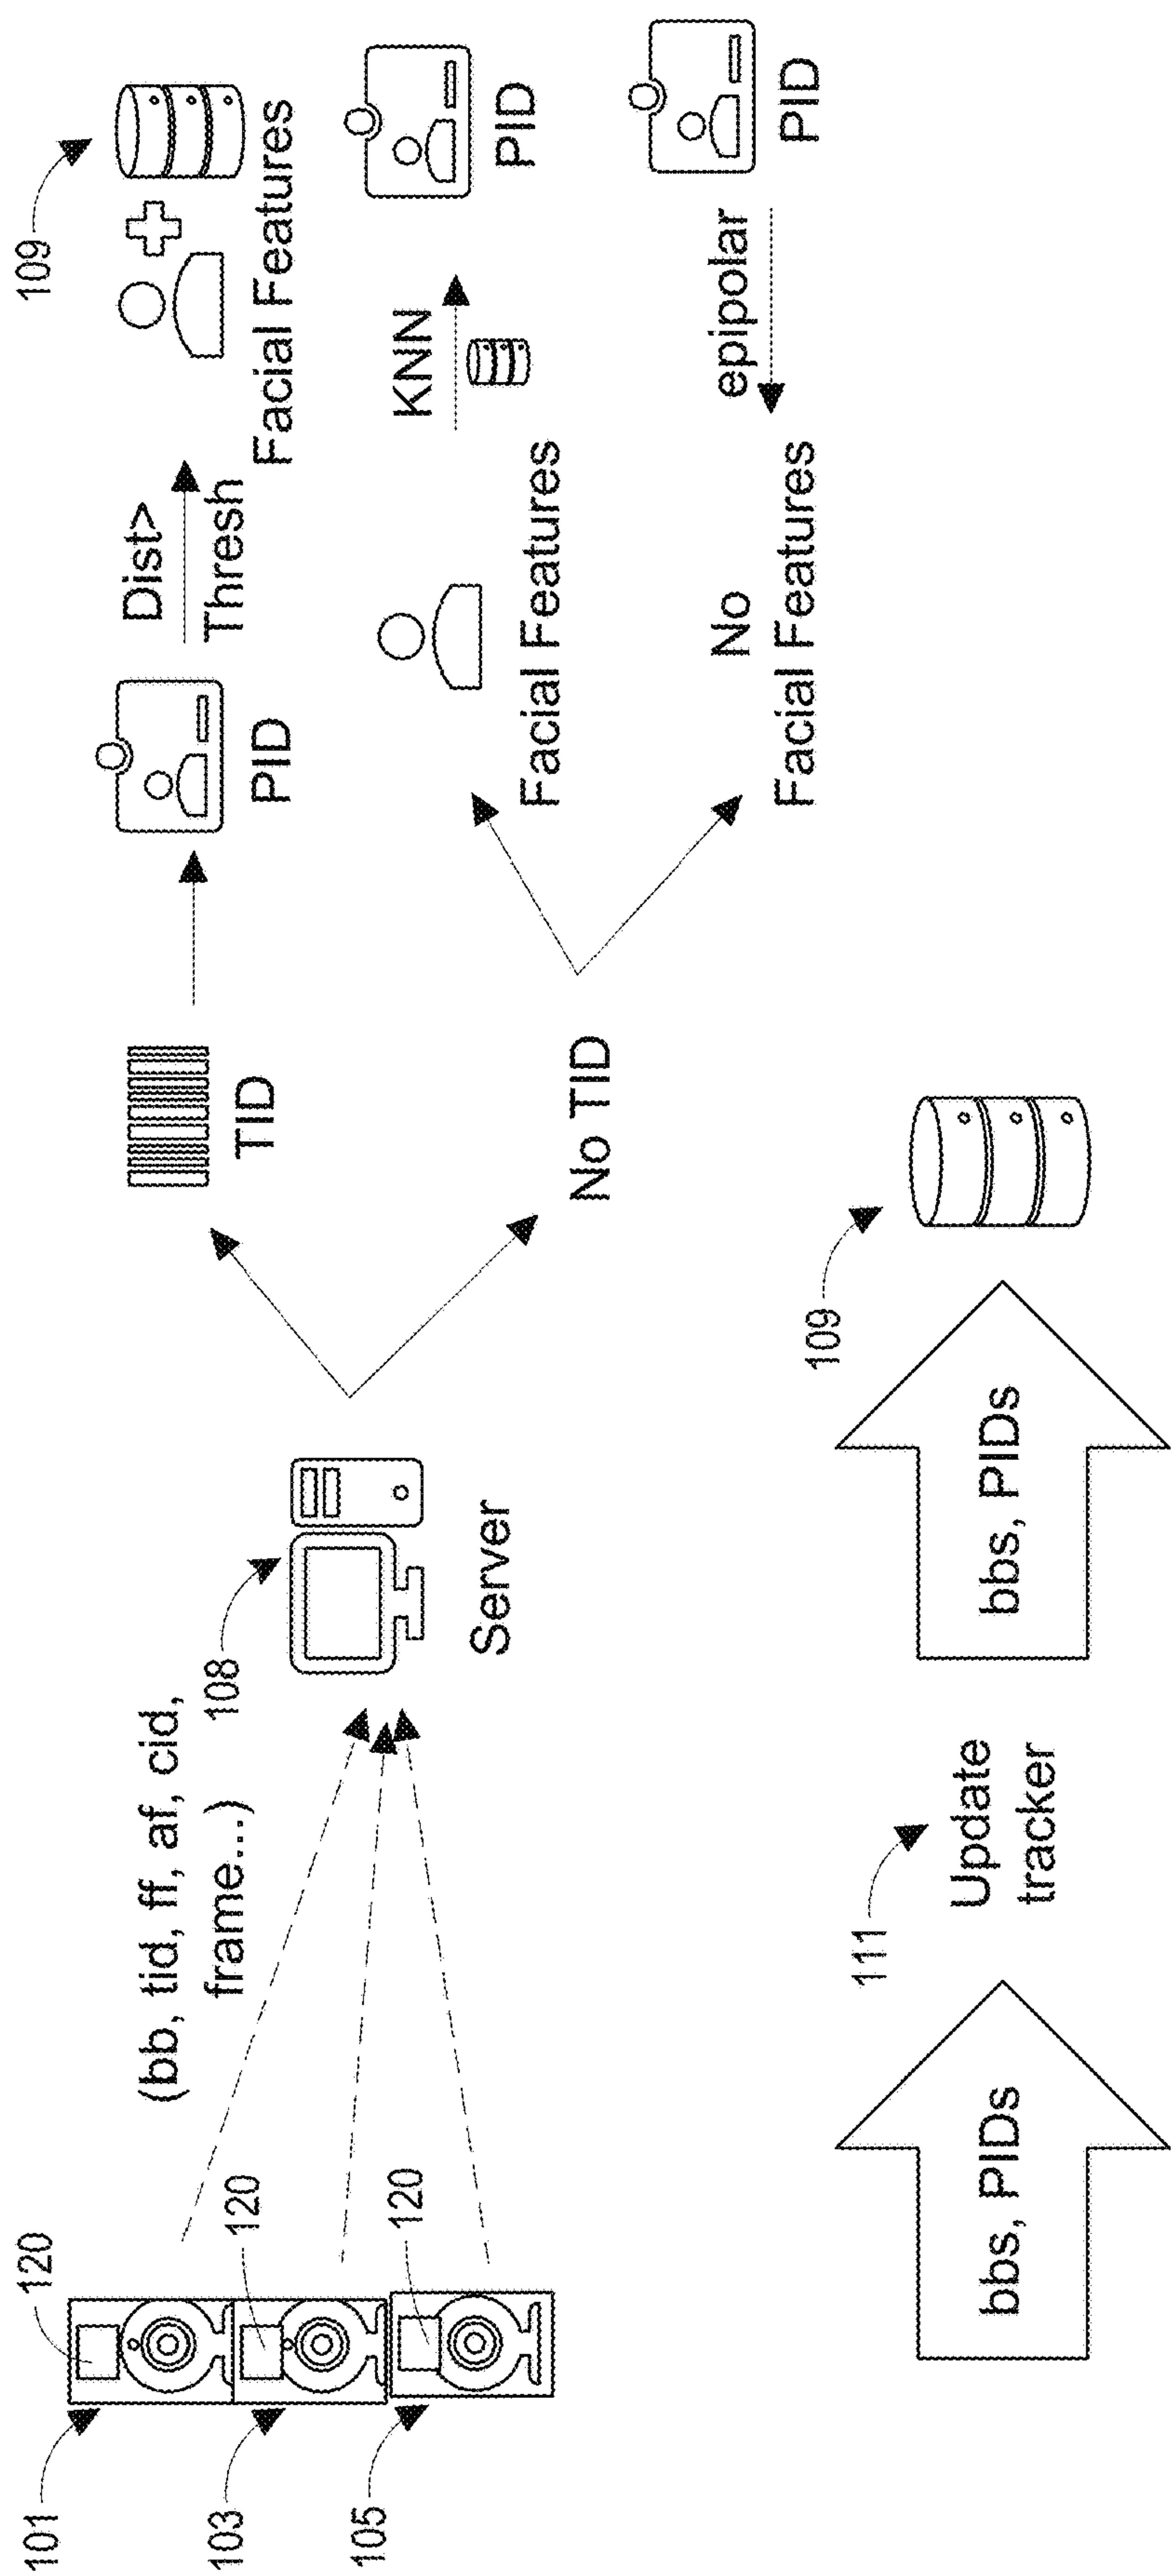 101
120
103
120
105
120
(bb, tid, ff, af, cid,
frame...)
108
Server
TID
PID
Dist>
Thresh
109
Facial Features
No TID
Facial Features
KNN
PID
No
Facial Features
epipolar
PID
bbs, PIDs
111
Update
tracker
bbs, PIDs
109